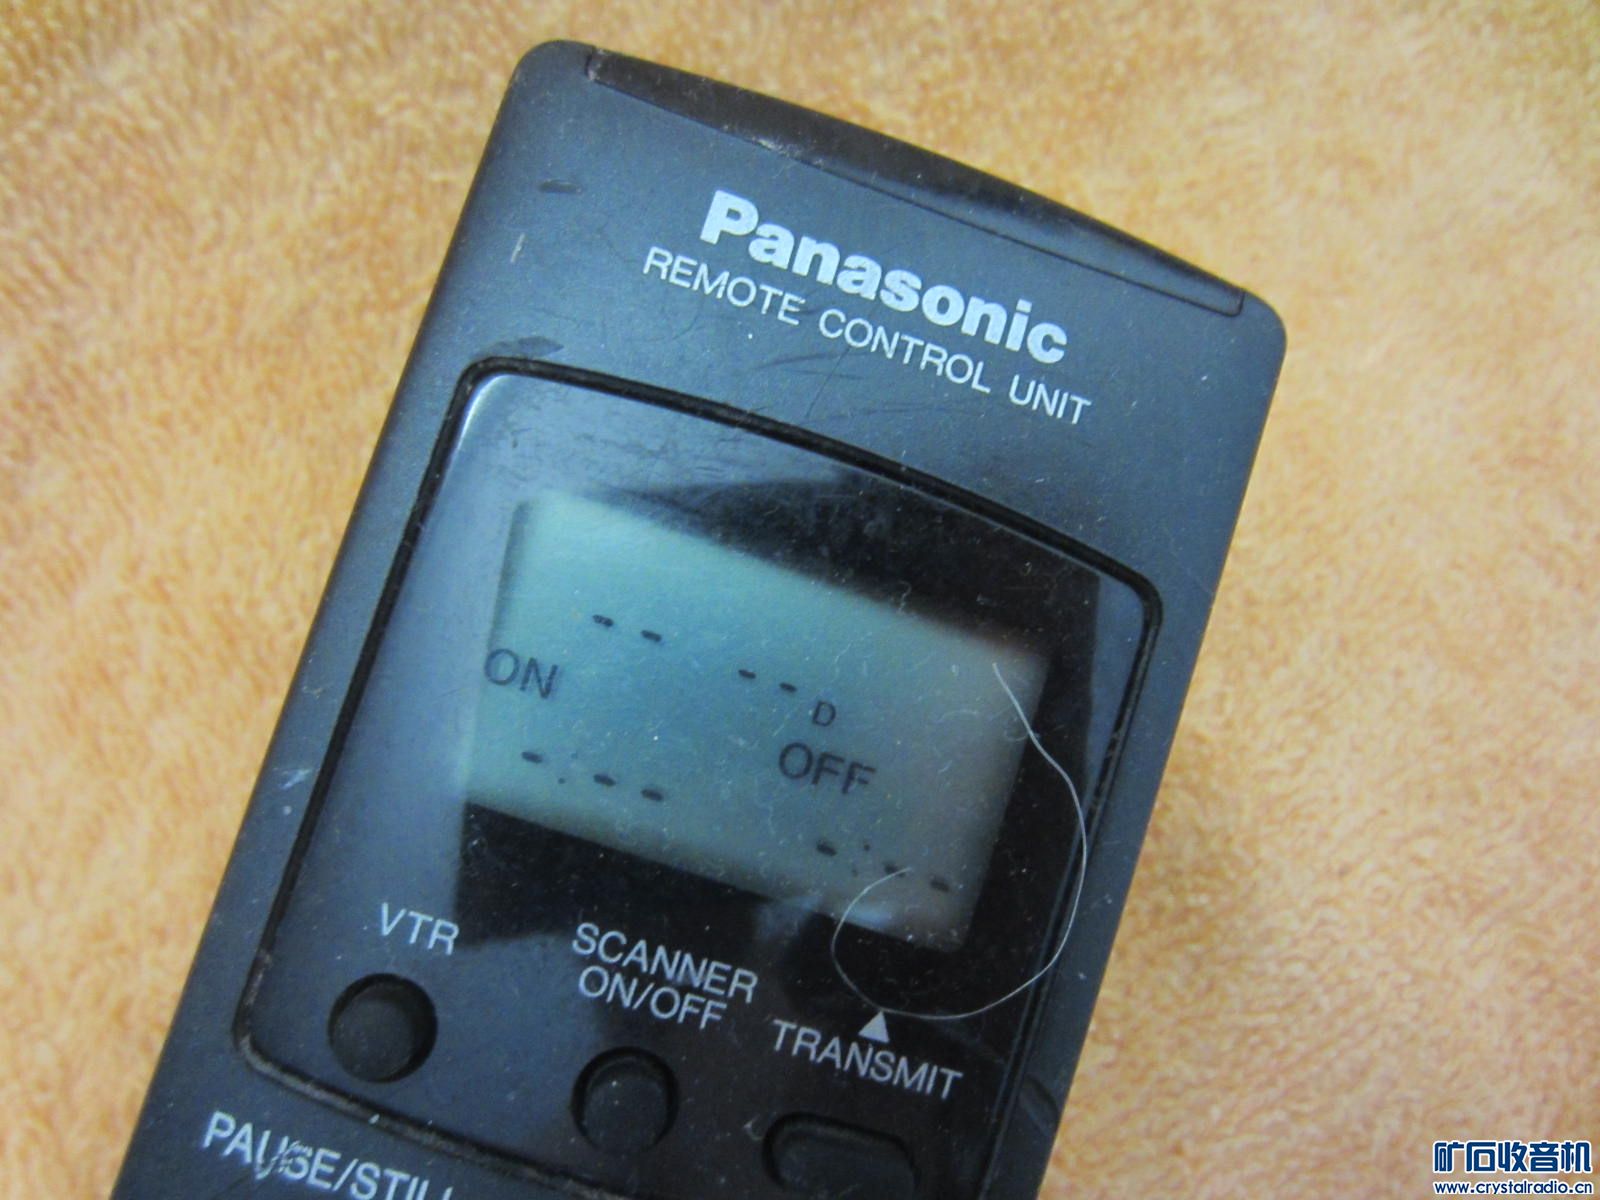 Panasonic
REMOTE CONTROL UNIT
-- --D
ON OFF
-:-- -:--
VTR
SCANNER
ON/OFF
TRANSMIT
PAUSE/STILL
矿石收音机
www.crystalradio.cn